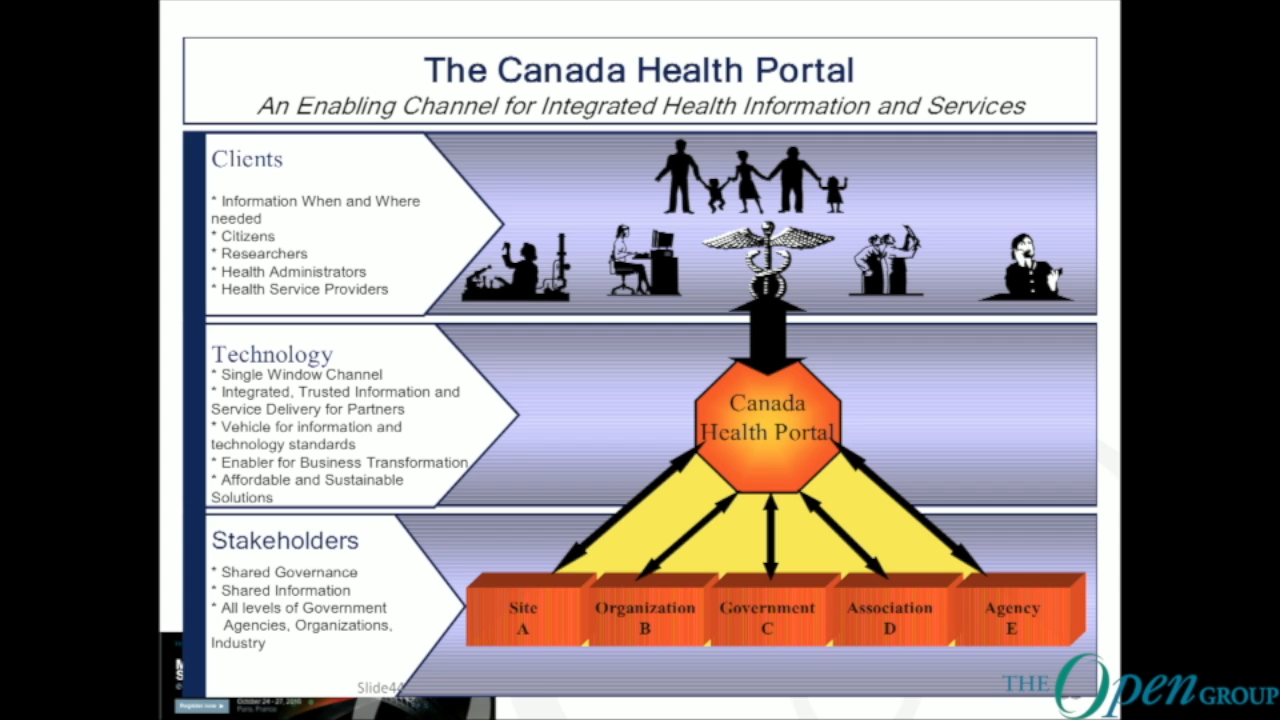 The Canada Health Portal
An Enabling Channel for Integrated Health Information and Services
Clients
* Information When and Where
needed
* Citizens
* Researchers
* Health Administrators
* Health Service Providers
Technology
* Single Window Channel
* Integrated, Trusted Information and
Service Delivery for Partners
* Vehicle for information and
technology standards
* Enabler for Business Transformation
* Affordable and Sustainable
Solutions
Canada
Health Portal
Stakeholders
* Shared Governance
* Shared Information
* All levels of Government
Agencies, Organizations,
Industry
Site
A
Organization
B
Government
C
Association
D
Agency
E
Slide44
Register now
October 24 - 27, 2016
Paris, France
THE Open GROUP